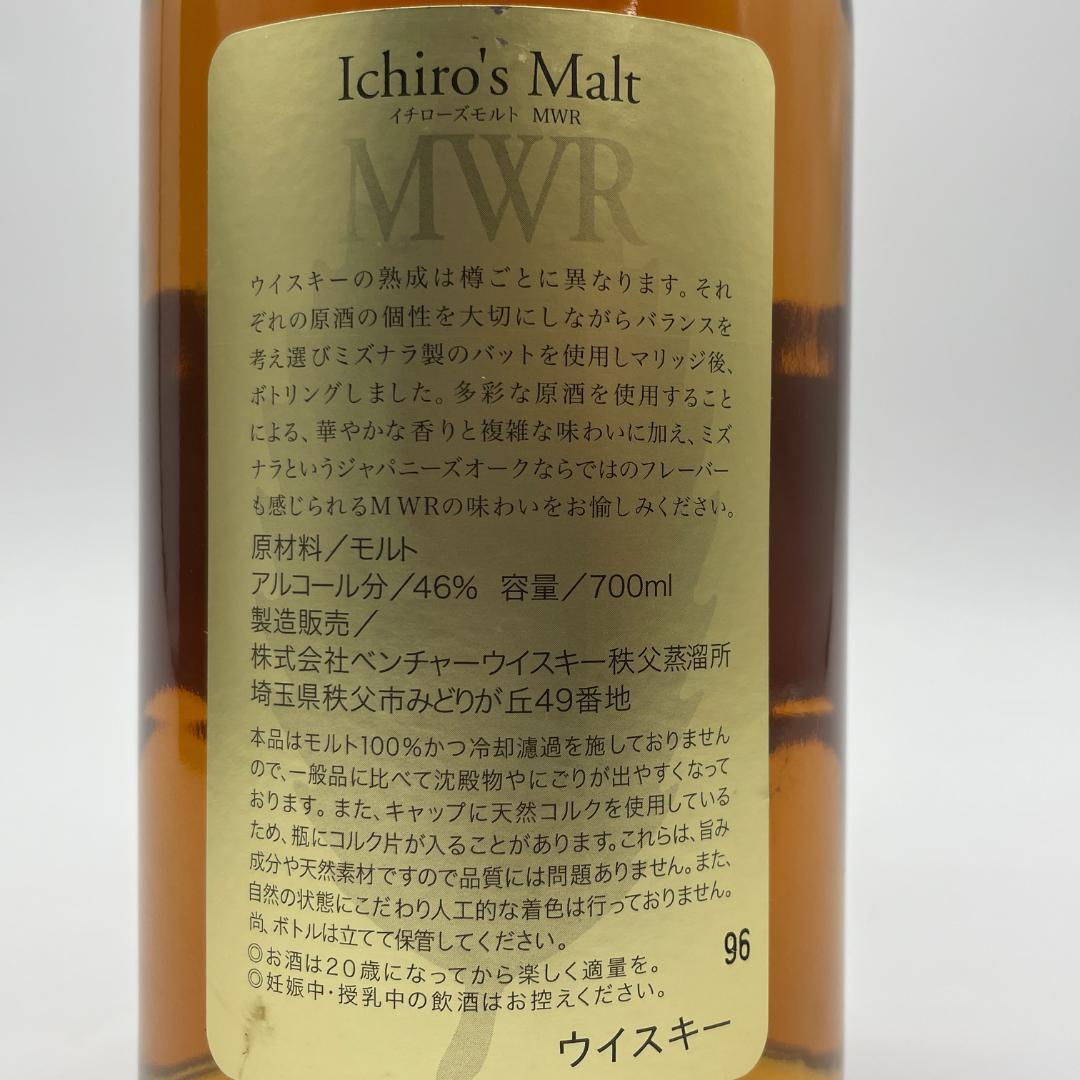 Ichiro's Malt
イチローズモルト MWR
MWR
ウイスキーの熟成は樽ごとに異なります。それ
ぞれの原酒の個性を大切にしながらバランスを
考え選びミズナラ製のバットを使用しマリッジ後、
ボトリングしました。多彩な原酒を使用すること
による、華やかな香りと複雑な味わいに加え、ミズ
ナラというジャパニーズオークならではのフレーバー
も感じられるMWRの味わいをお愉しみください。
原材料/モルト
アルコール分/46% 容量/700ml
製造販売/
株式会社ベンチャーウイスキー秩父蒸溜所
埼玉県秩父市みどりが丘49番地
本品はモルト100%かつ冷却濾過を施しておりません
ので、一般品に比べて沈殿物やにごりが出やすくなって
おります。また、キャップに天然コルクを使用している
ため、瓶にコルク片が入ることがあります。これらは、旨み
成分や天然素材ですので品質には問題ありません。また、
自然の状態にこだわり人工的な着色は行っておりません。
尚、ボトルは立てて保管してください。
◎お酒は20歳になってから楽しく適量を。
◎妊娠中・授乳中の飲酒はお控えください。
96
ウイスキー